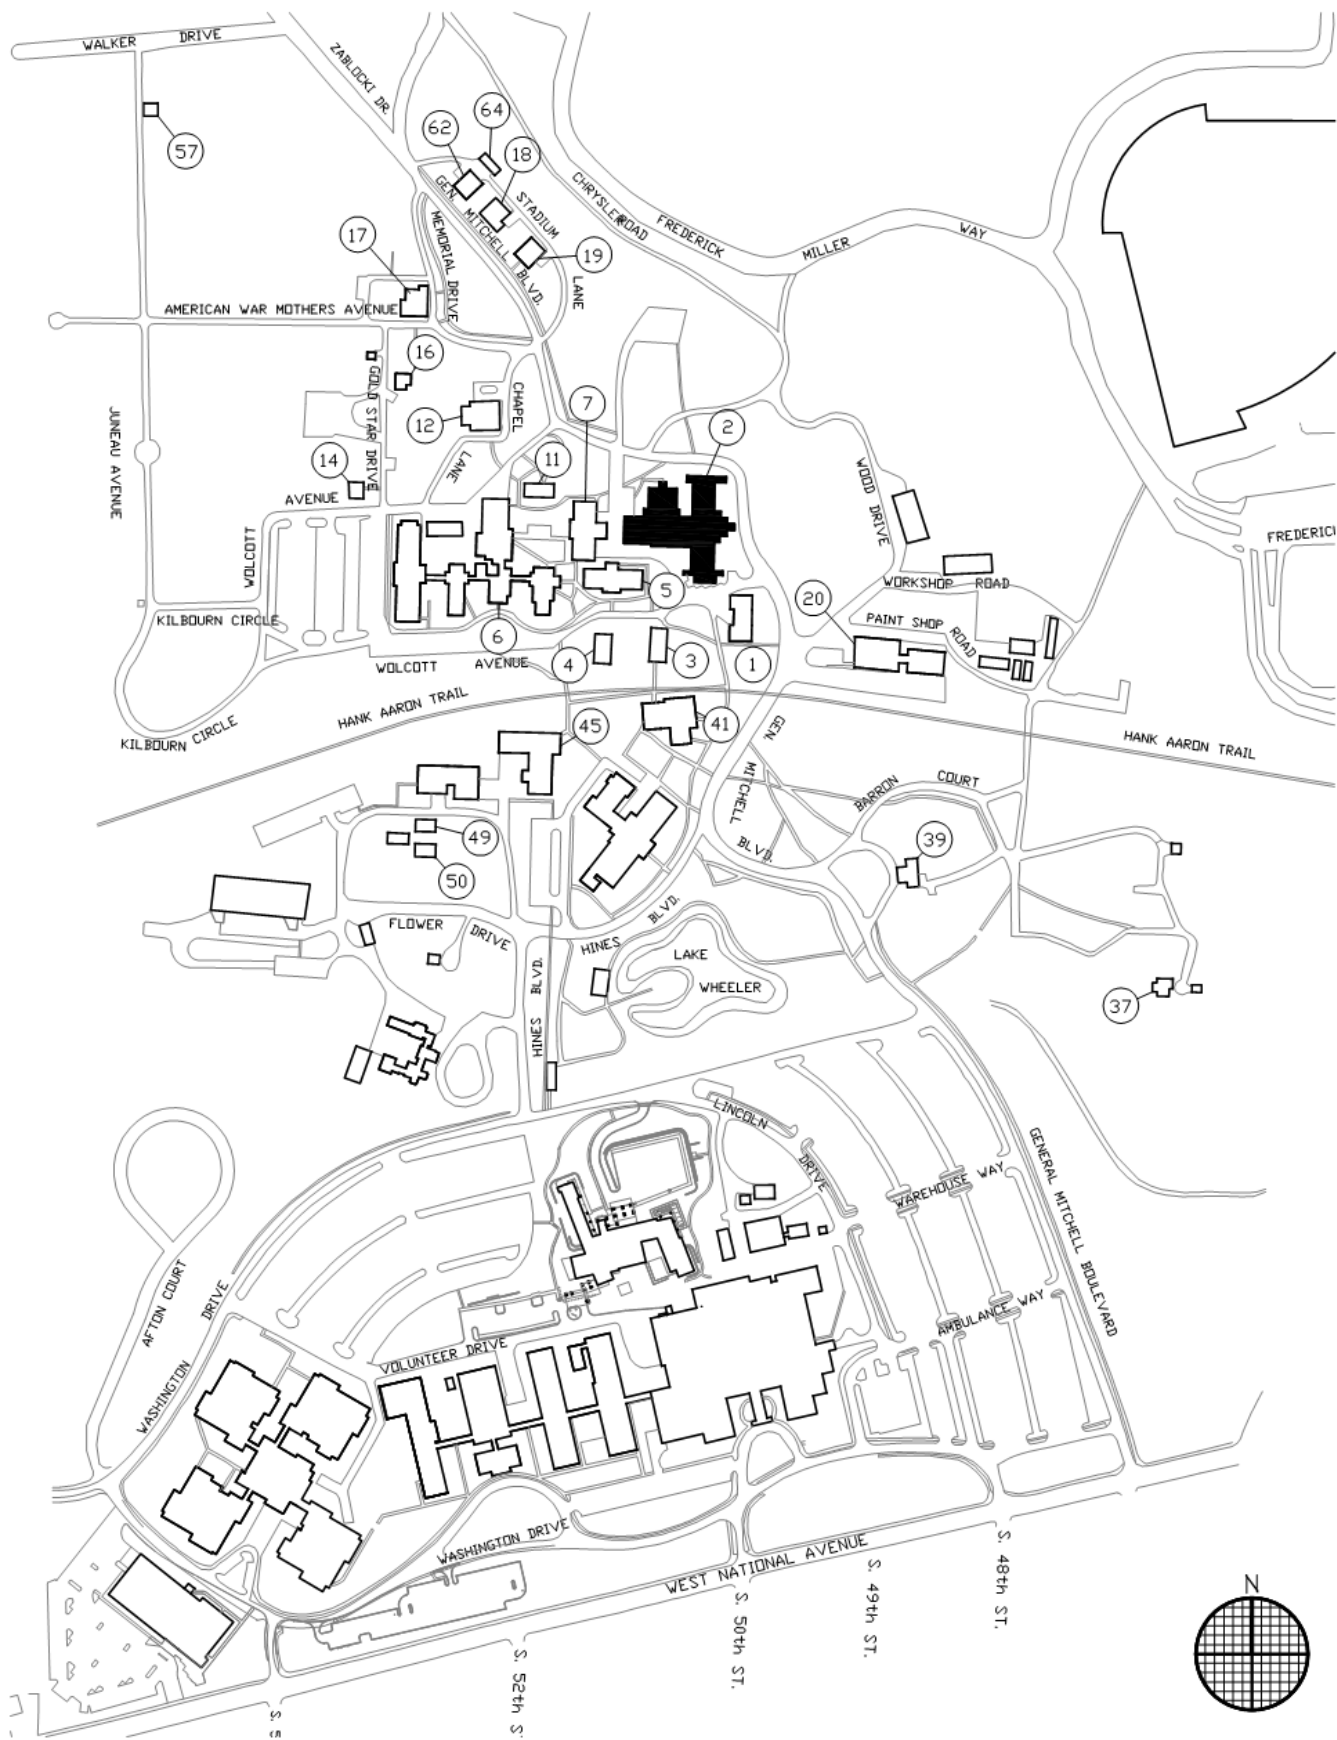 WALKER DRIVE
ZABLOCKI DR.
57
62
64
18
GEN. MITCHELL BLVD.
STADIUM LANE
19
CHRYSLER ROAD
FREDERICK MILLER WAY
17
MEMORIAL DRIVE
AMERICAN WAR MOTHERS AVENUE
16
GOLD STAR DRIVE
12
CHAPEL LANE
7
2
JUNEAU AVENUE
14
11
WOOD DRIVE
WOLCOTT AVENUE
FREDERIC
5
WORKSHOP ROAD
20
PAINT SHOP ROAD
KILBOURN CIRCLE
6
4
3
1
WOLCOTT AVENUE
HANK AARON TRAIL
41
45
KILBOURN CIRCLE
GEN. MITCHELL BLVD.
HANK AARON TRAIL
BARRON COURT
49
50
39
FLOWER DRIVE
HINES BLVD.
LAKE
WHEELER
37
HINES BLVD.
LINCOLN DRIVE
WAREHOUSE WAY
GENERAL MITCHELL BOULEVARD
AFTON COURT
WASHINGTON DRIVE
AMBULANCE WAY
VOLUNTEER DRIVE
WASHINGTON DRIVE
WEST NATIONAL AVENUE
S. 48th ST.
S. 49th ST.
S. 50th ST.
S. 52th S
S. 5
N